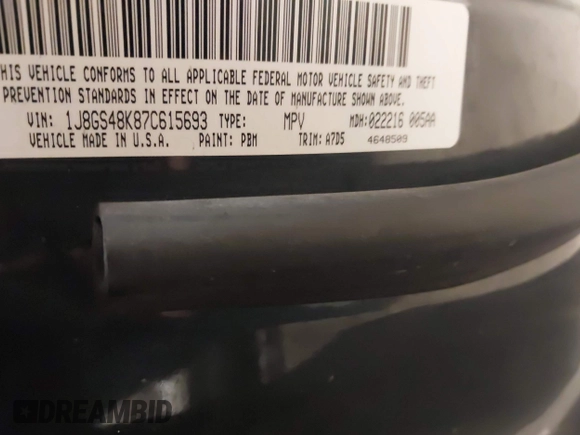 THIS VEHICLE CONFORMS TO ALL APPLICABLE FEDERAL MOTOR VEHICLE SAFETY AND THEFT
PREVENTION STANDARDS IN EFFECT ON THE DATE OF MANUFACTURE SHOWN ABOVE.
VIN: 1J8GS48K87C615693 TYPE: MPV MDH:022216 005AA
VEHICLE MADE IN U.S.A. PAINT: PBM TRIM: A7D5 4648509
DREAMBID